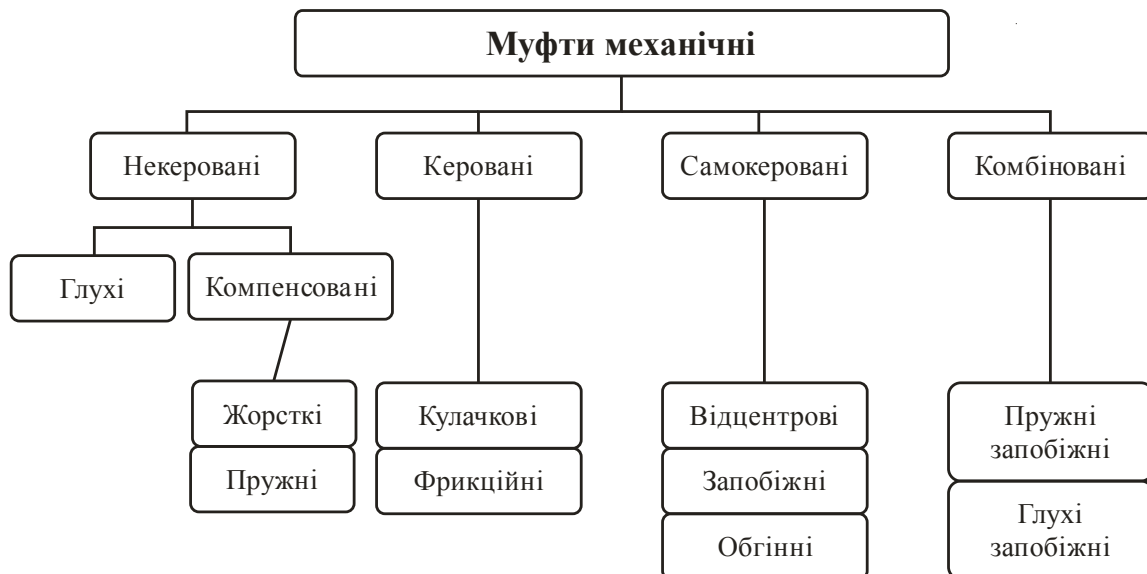 Муфти механічні
Некеровані
Керовані
Самокеровані
Комбіновані
Глухі
Компенсовані
Жорсткі
Пружні
Кулачкові
Фрикційні
Відцентрові
Запобіжні
Обгінні
Пружні
запобіжні
Глухі
запобіжні